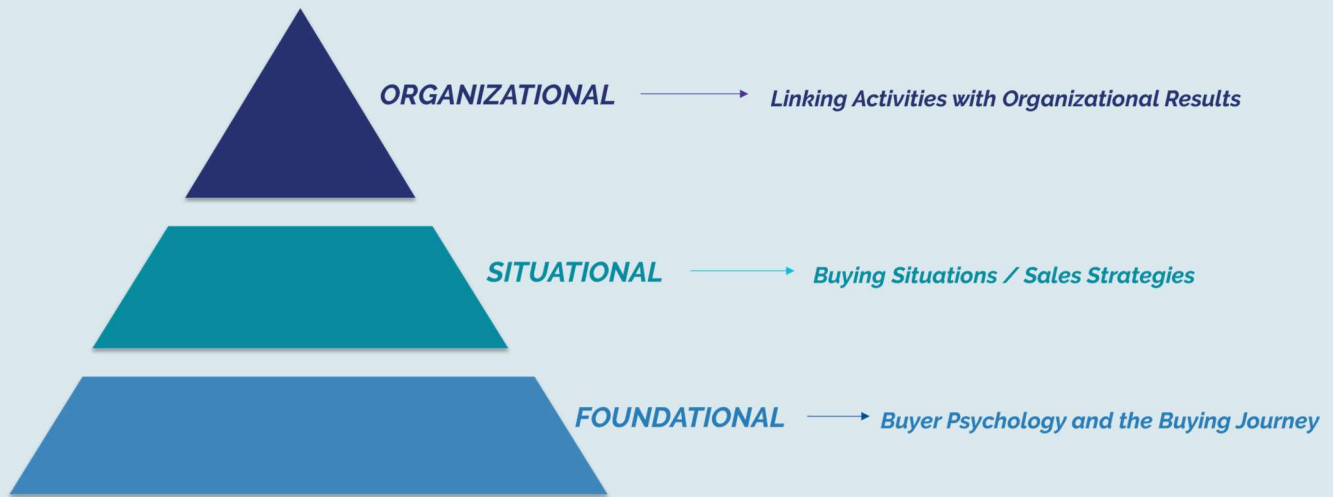 ORGANIZATIONAL
Linking Activities with Organizational Results
SITUATIONAL
Buying Situations / Sales Strategies
FOUNDATIONAL
Buyer Psychology and the Buying Journey